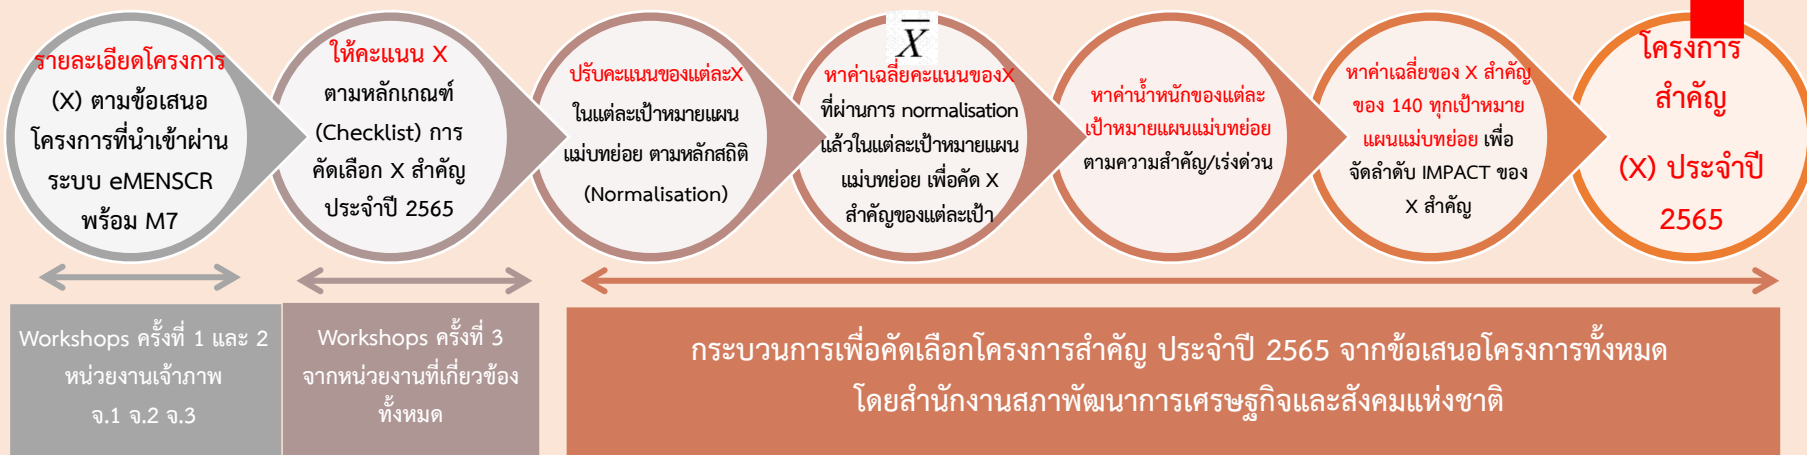 รายละเอียดโครงการ
(X) ตามข้อเสนอ
โครงการที่นำเข้าผ่าน
ระบบ eMENSCR
พร้อม M7
ให้คะแนน X
ตามหลักเกณฑ์
(Checklist) การ
คัดเลือก X สำคัญ
ประจำปี 2565
ปรับคะแนนของแต่ละX
ในแต่ละเป้าหมายแผน
แม่บทย่อย ตามหลักสถิติ
(Normalisation)
X̄
หาค่าเฉลี่ยคะแนนของX
ที่ผ่านการ normalisation
แล้วในแต่ละเป้าหมายแผน
แม่บทย่อย เพื่อคัด X
สำคัญของแต่ละเป้า
หาค่าน้ำหนักของแต่ละ
เป้าหมายแผนแม่บทย่อย
ตามความสำคัญ/เร่งด่วน
หาค่าเฉลี่ยของ X สำคัญ
ของ 140 ทุกเป้าหมาย
แผนแม่บทย่อย เพื่อ
จัดลำดับ IMPACT ของ
X สำคัญ
โครงการ
สำคัญ
(X) ประจำปี
2565
Workshops ครั้งที่ 1 และ 2
หน่วยงานเจ้าภาพ
จ.1 จ.2 จ.3
Workshops ครั้งที่ 3
จากหน่วยงานที่เกี่ยวข้อง
ทั้งหมด
กระบวนการเพื่อคัดเลือกโครงการสำคัญ ประจำปี 2565 จากข้อเสนอโครงการทั้งหมด
โดยสำนักงานสภาพัฒนาการเศรษฐกิจและสังคมแห่งชาติ